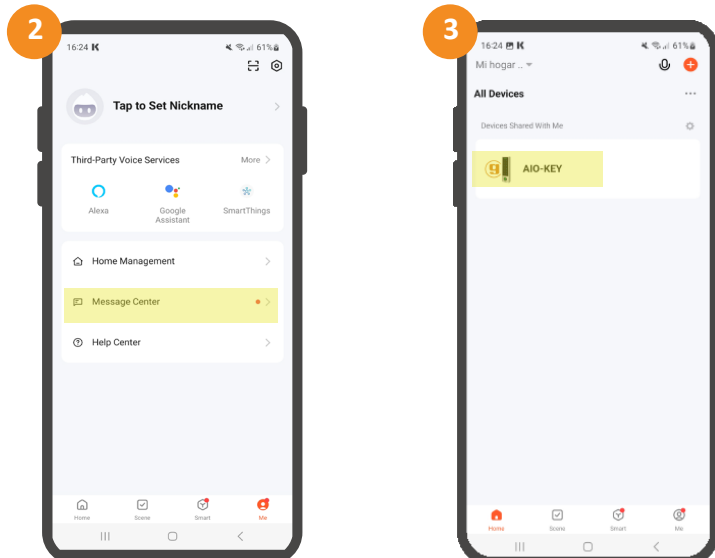 2
16:24 K 61%
Tap to Set Nickname
Third-Party Voice Services More
Alexa Google Assistant SmartThings
Home Management
Message Center
Help Center
Home Scene Smart Me
3
16:24 K 61%
Mi hogar ..
All Devices
Devices Shared With Me
AIO-KEY
Home Scene Smart Me